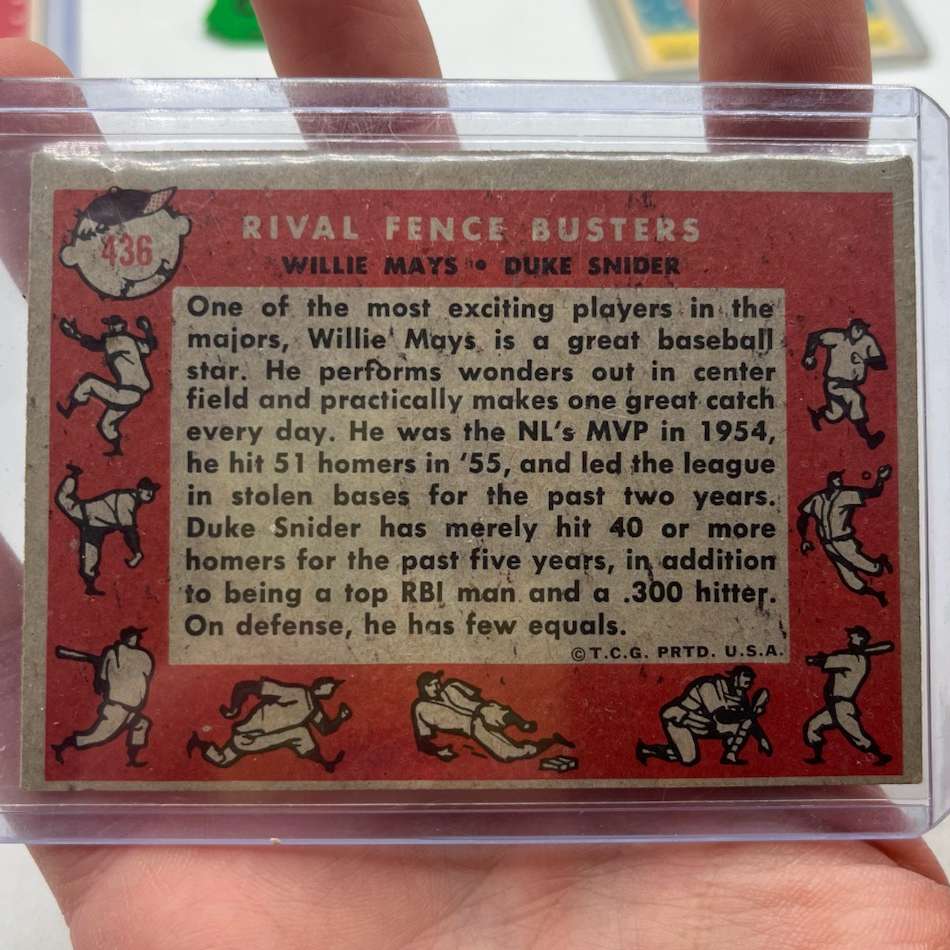 436
RIVAL FENCE BUSTERS
WILLIE MAYS • DUKE SNIDER
One of the most exciting players in the
majors, Willie Mays is a great baseball
star. He performs wonders out in center
field and practically makes one great catch
every day. He was the NL's MVP in 1954,
he hit 51 homers in '55, and led the league
in stolen bases for the past two years.
Duke Snider has merely hit 40 or more
homers for the past five years, in addition
to being a top RBI man and a .300 hitter.
On defense, he has few equals.
© T.C.G. PRTD. U.S.A.